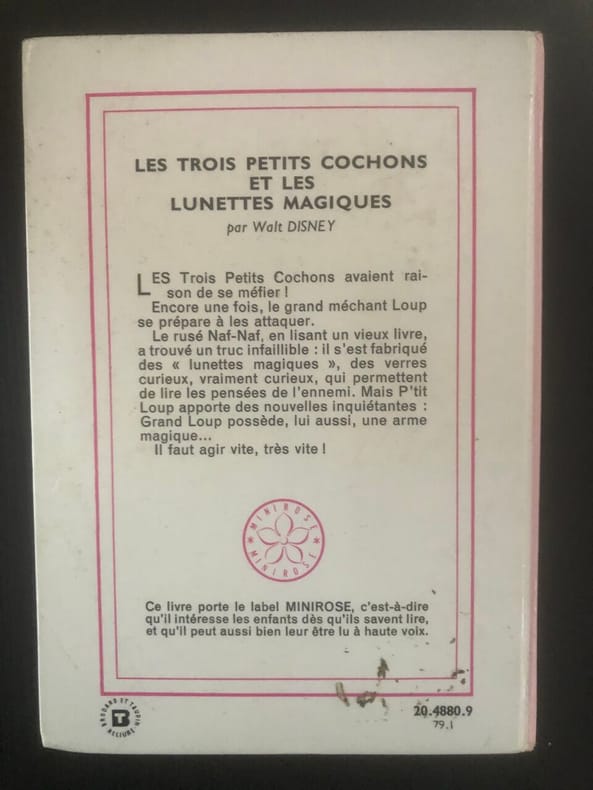 LES TROIS PETITS COCHONS
ET LES
LUNETTES MAGIQUES
par Walt DISNEY
LES Trois Petits Cochons avaient rai-
son de se méfier !
Encore une fois, le grand méchant Loup
se prépare à les attaquer.
Le rusé Naf-Naf, en lisant un vieux livre,
a trouvé un truc infaillible : il s'est fabriqué
des « lunettes magiques », des verres
curieux, vraiment curieux, qui permettent
de lire les pensées de l'ennemi. Mais P'tit
Loup apporte des nouvelles inquiétantes :
Grand Loup possède, lui aussi, une arme
magique...
Il faut agir vite, très vite !
MINIROSE
MINIROSE
Ce livre porte le label MINIROSE, c'est-à-dire
qu'il intéresse les enfants dès qu'ils savent lire,
et qu'il peut aussi bien leur être lu à haute voix.
BRODARD ET TAUPIN
RELIURE
20.4880.9
79.1